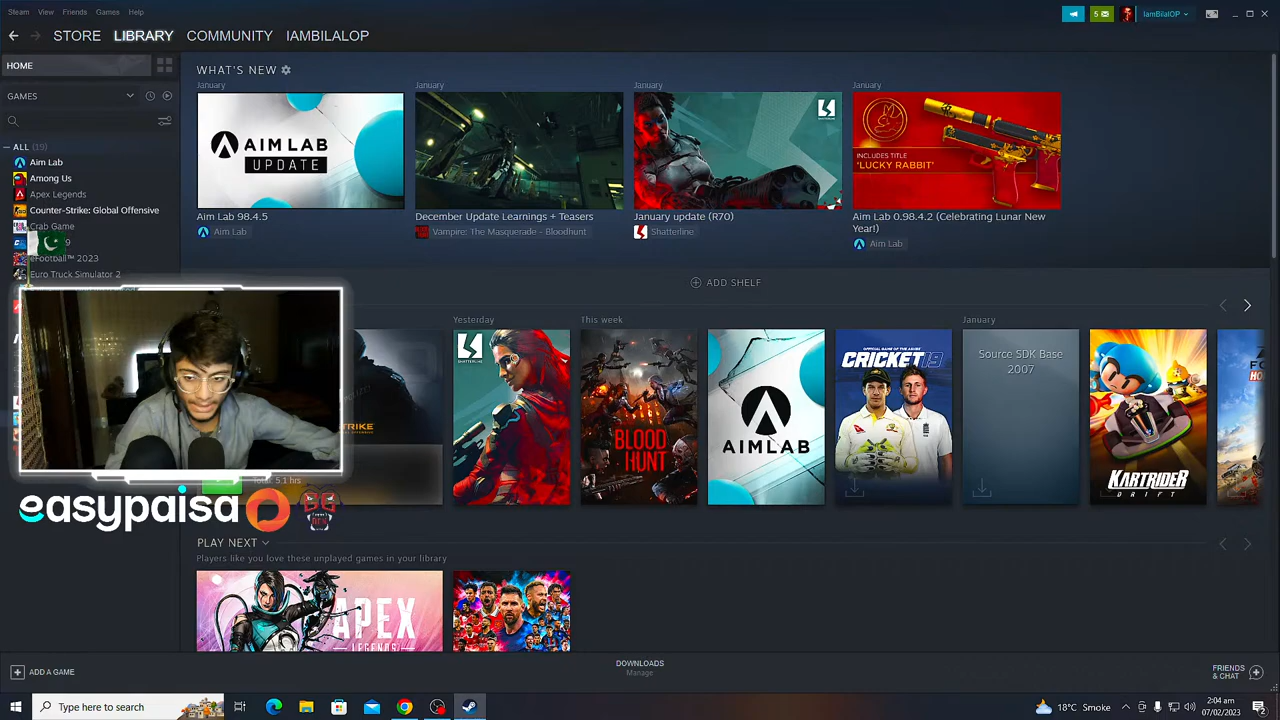 Steam View Friends Games Help
5
IamBilalOP
STORE LIBRARY COMMUNITY IAMBILALOP
HOME
WHAT'S NEW
GAMES
January
January
January
January
AIM LAB
UPDATE
INCLUDES TITLE
'LUCKY RABBIT'
ALL (19)
Aim Lab
Among Us
Apex Legends
Counter-Strike: Global Offensive
Crab Game
eFootball™ 2023
Euro Truck Simulator 2
Aim Lab 98.4.5
Aim Lab
December Update Learnings + Teasers
Vampire: The Masquerade - Bloodhunt
January update (R70)
Shatterline
Aim Lab 0.98.4.2 (Celebrating Lunar New
Year!)
Aim Lab
ADD SHELF
Yesterday
This week
January
SHATTERLINE
BLOOD
HUNT
AIMLAB
CRICKET 19
Source SDK Base
2007
KARTRIDER
DRIFT
Total: 5.1 hrs
easypaisa
PLAY NEXT
Players like you love these unplayed games in your library
APEX
LEGENDS
ADD A GAME
DOWNLOADS
Manage
FRIENDS
& CHAT
Type here to search
18°C Smoke
2:04 am
07/02/2023